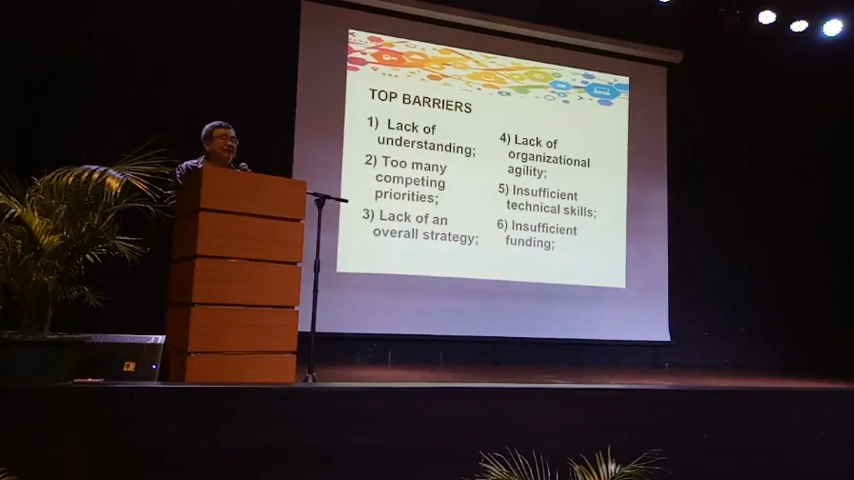 TOP BARRIERS
1) Lack of
understanding;
2) Too many
competing
priorities;
3) Lack of an
overall strategy;
4) Lack of
organizational
agility;
5) Insufficient
technical skills;
6) Insufficient
funding;